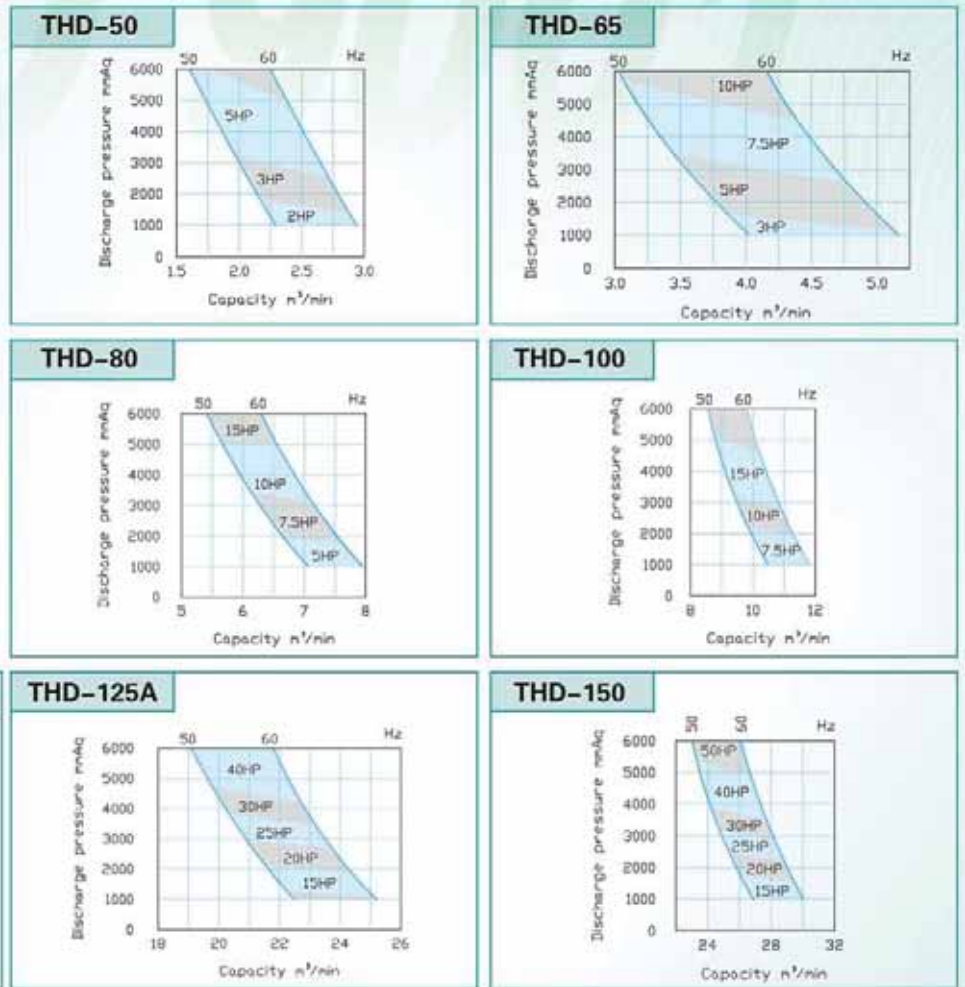 THD-50
50 60 Hz
Discharge pressure mmAq
6000
5000
4000
3000
2000
1000
0
5HP
3HP
2HP
1.5 2.0 2.5 3.0
Capacity m³/min
THD-65
50 60 Hz
Discharge pressure mmAq
6000
5000
4000
3000
2000
1000
0
10HP
7.5HP
5HP
3HP
3.0 3.5 4.0 4.5 5.0
Capacity m³/min
THD-80
50 60 Hz
Discharge pressure mmAq
6000
5000
4000
3000
2000
1000
0
15HP
10HP
7.5HP
5HP
5 6 7 8
Capacity m³/min
THD-100
50 60 Hz
Discharge pressure mmAq
6000
5000
4000
3000
2000
1000
0
15HP
10HP
7.5HP
8 10 12
Capacity m³/min
THD-125A
50 60 Hz
Discharge pressure mmAq
6000
5000
4000
3000
2000
1000
0
40HP
30HP
25HP
20HP
15HP
18 20 22 24 26
Capacity m³/min
THD-150
50 60 Hz
Discharge pressure mmAq
6000
5000
4000
3000
2000
1000
0
50HP
40HP
30HP
25HP
20HP
15HP
24 28 32
Capacity m³/min